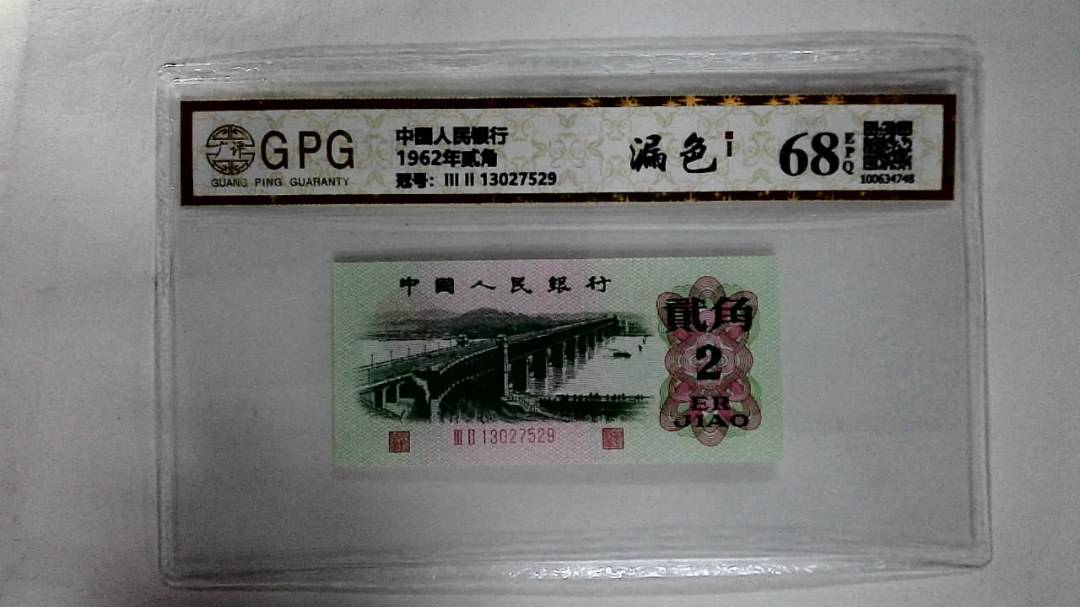 GPG
GUANG PING GUARANTY
中國人民銀行
1962年贰角
冠号：III II 13027529
漏色
68
EPQ
100634748
中國人民銀行
貳角
2
ER
JIAO
III II 13027529